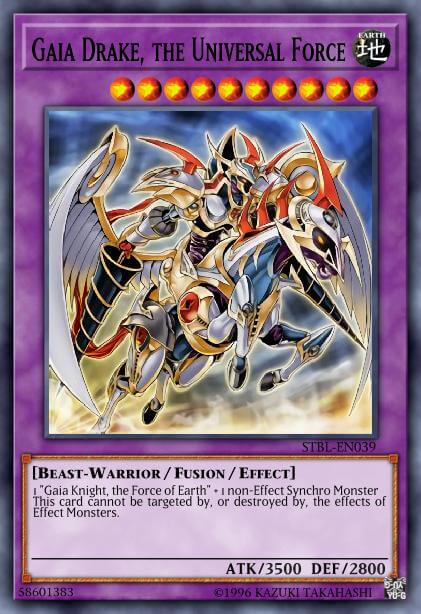 GAIA DRAKE, THE UNIVERSAL FORCE
EARTH
地
STBL-EN039
[BEAST-WARRIOR / FUSION / EFFECT]
1 "Gaia Knight, the Force of Earth" + 1 non-Effect Synchro Monster
This card cannot be targeted by, or destroyed by, the effects of
Effect Monsters.
ATK/3500 DEF/2800
58601383
©1996 KAZUKI TAKAHASHI